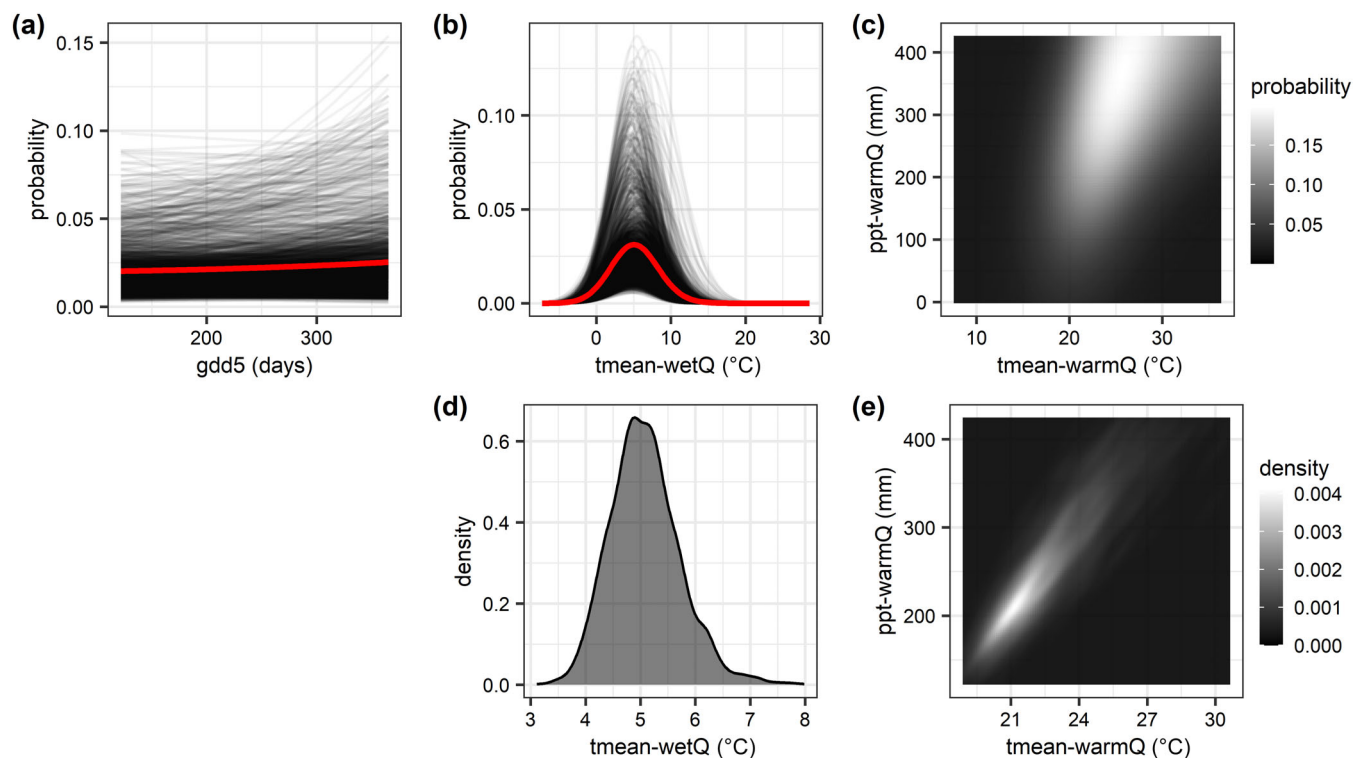 (a)
0.15
0.10
0.05
0.00
probability
200
300
gdd5 (days)
(b)
0.10
0.05
0.00
probability
0
10
20
30
tmean-wetQ (°C)
(c)
400
300
200
100
0
ppt-warmQ (mm)
10
20
30
tmean-warmQ (°C)
probability
0.15
0.10
0.05
(d)
0.6
0.4
0.2
0.0
density
3
4
5
6
7
8
tmean-wetQ (°C)
(e)
400
300
200
ppt-warmQ (mm)
21
24
27
30
tmean-warmQ (°C)
density
0.004
0.003
0.002
0.001
0.000